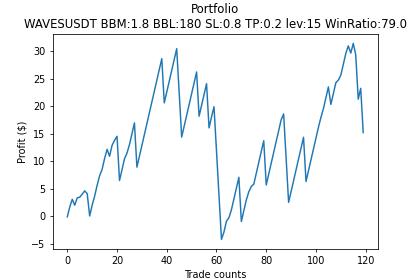 Portfolio
WAVESUSDT BBM:1.8 BBL:180 SL:0.8 TP:0.2 lev:15 WinRatio:79.0
30
25
20
15
10
5
0
−5
Profit ($)
0 20 40 60 80 100 120
Trade counts